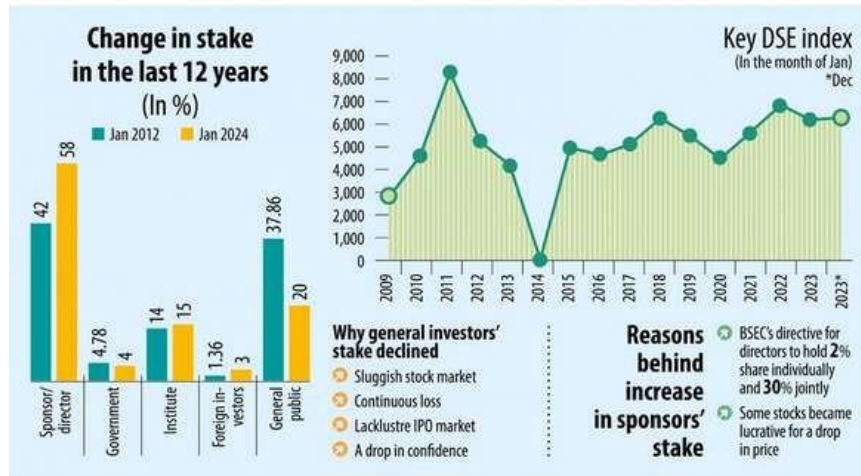 Change in stake
in the last 12 years
(In %)
Jan 2012 Jan 2024
42
58
4.78
4
14
15
1.36
3
37.86
20
Sponsor/
director
Government
Institute
Foreign in-
vestors
General
public
Key DSE index
(In the month of Jan)
*Dec
9,000
8,000
7,000
6,000
5,000
4,000
3,000
2,000
1,000
0
2009
2010
2011
2012
2013
2014
2015
2016
2017
2018
2019
2020
2021
2022
2023
2023*
Why general investors'
stake declined
Sluggish stock market
Continuous loss
Lacklustre IPO market
A drop in confidence
Reasons
behind
increase
in sponsors'
stake
BSEC's directive for
directors to hold 2%
share individually
and 30% jointly
Some stocks became
lucrative for a drop
in price